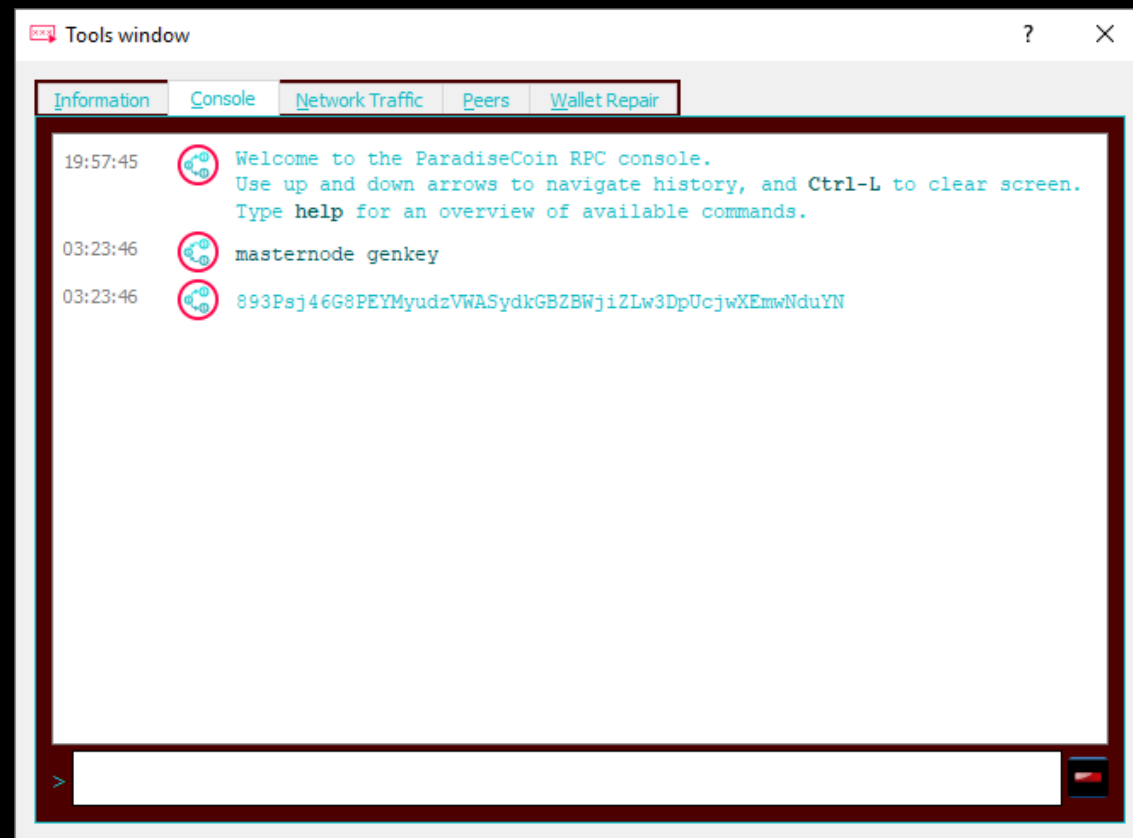 Tools window
? ×
Information Console Network Traffic Peers Wallet Repair
19:57:45 Welcome to the ParadiseCoin RPC console.
Use up and down arrows to navigate history, and Ctrl-L to clear screen.
Type help for an overview of available commands.
03:23:46 masternode genkey
03:23:46 893Psj46G8PEYMyudzVWASydkGBZBWjiZLw3DpUcjwXEmwNduYN
>